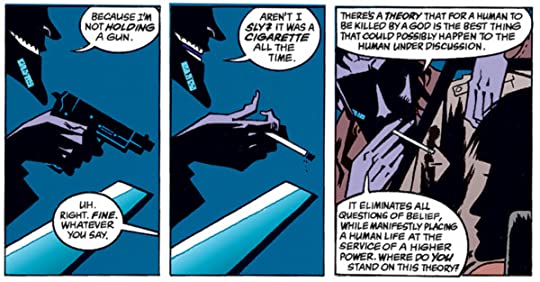 BECAUSE I'M
NOT HOLDING
A GUN.
UH.
RIGHT. FINE.
WHATEVER
YOU SAY.
AREN'T I
SLY? IT WAS A
CIGARETTE
ALL THE
TIME.
THERE'S A THEORY THAT FOR A HUMAN TO
BE KILLED BY A GOD IS THE BEST THING
THAT COULD POSSIBLY HAPPEN TO THE
HUMAN UNDER DISCUSSION.
IT ELIMINATES ALL
QUESTIONS OF BELIEF,
WHILE MANIFESTLY PLACING
A HUMAN LIFE AT THE
SERVICE OF A HIGHER
POWER. WHERE DO YOU
STAND ON THIS THEORY?